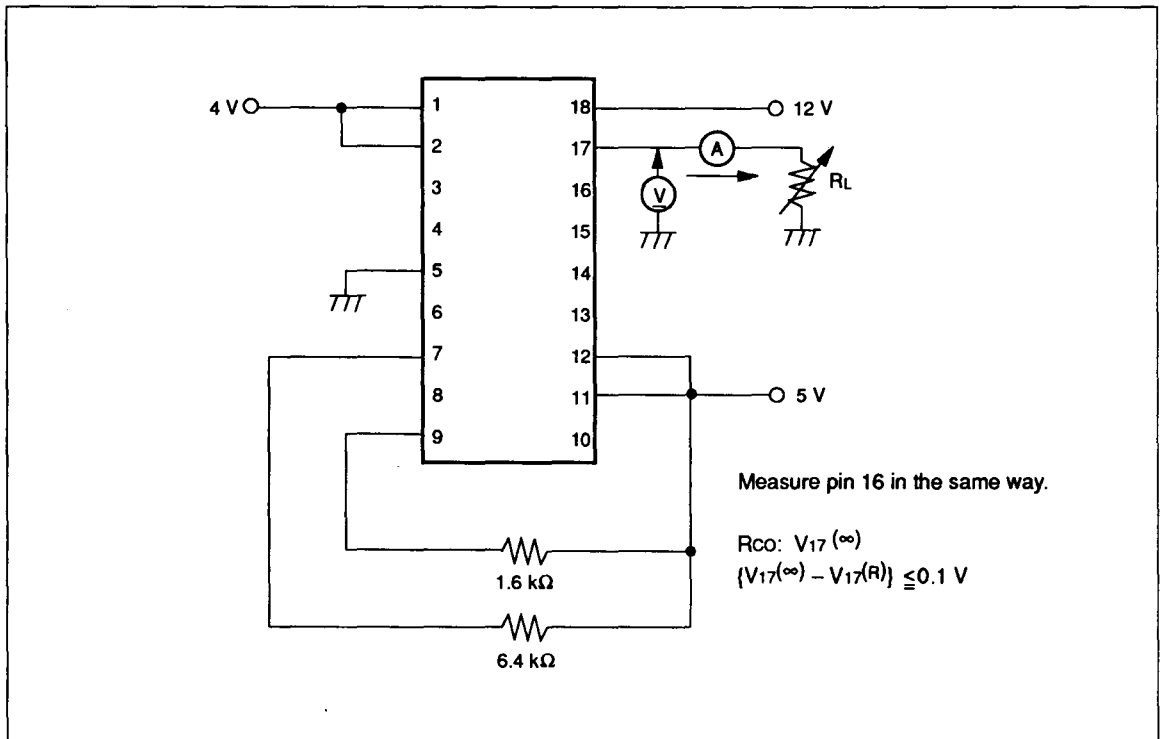 4 V
1
2
3
4
5
6
7
8
9
18
17
16
15
14
13
12
11
10
12 V
A
V
RL
5 V
1.6 kΩ
6.4 kΩ
Measure pin 16 in the same way.
RCO: V17 (∞)
{V17(∞) – V17(R)} ≦0.1 V